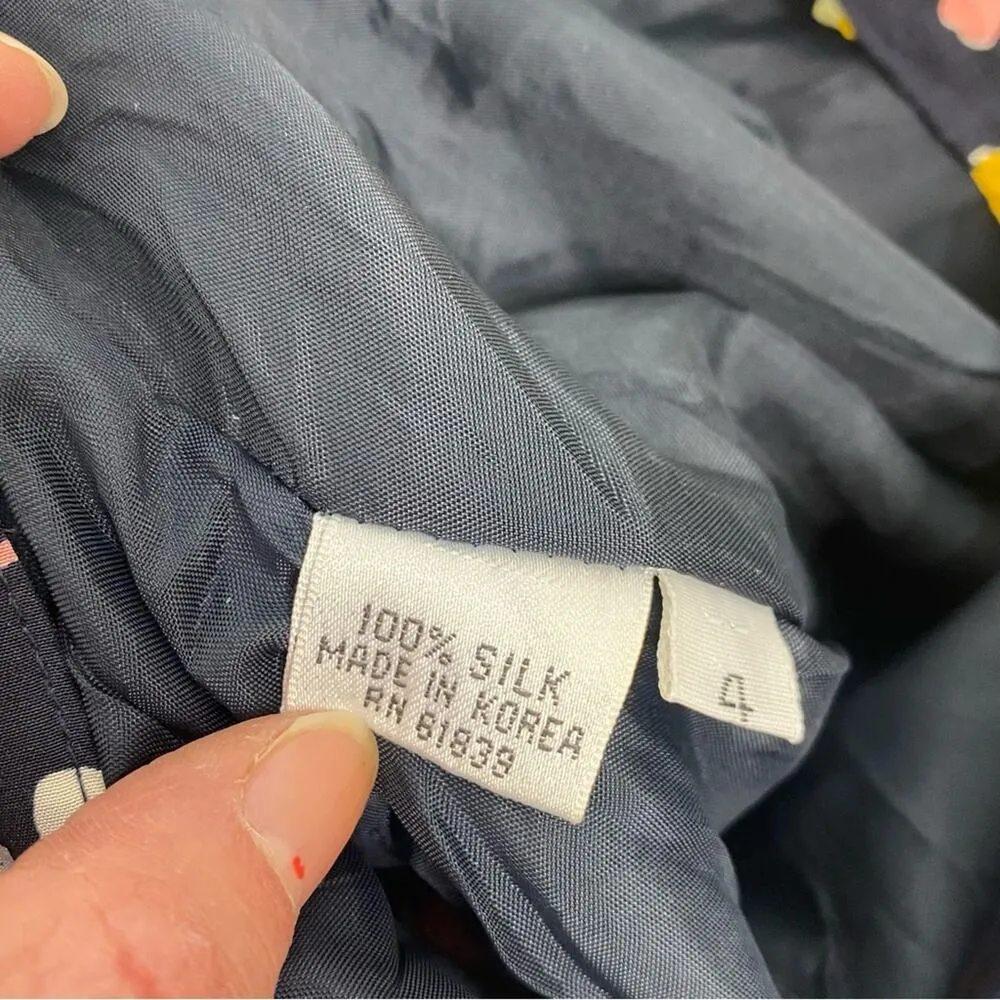 100% SILK
MADE IN KOREA
RN 61839
4